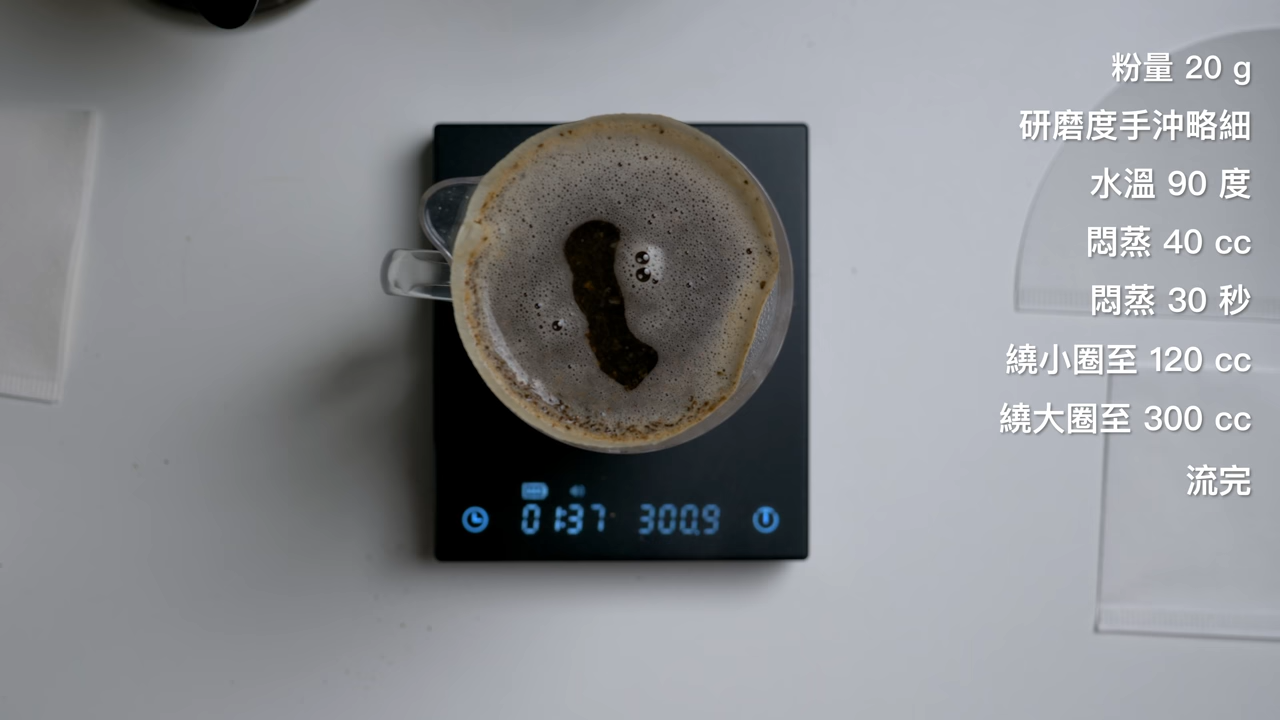 粉量 20 g
研磨度手沖略細
水溫 90 度
悶蒸 40 cc
悶蒸 30 秒
繞小圈至 120 cc
繞大圈至 300 cc
流完
01:37 300.9